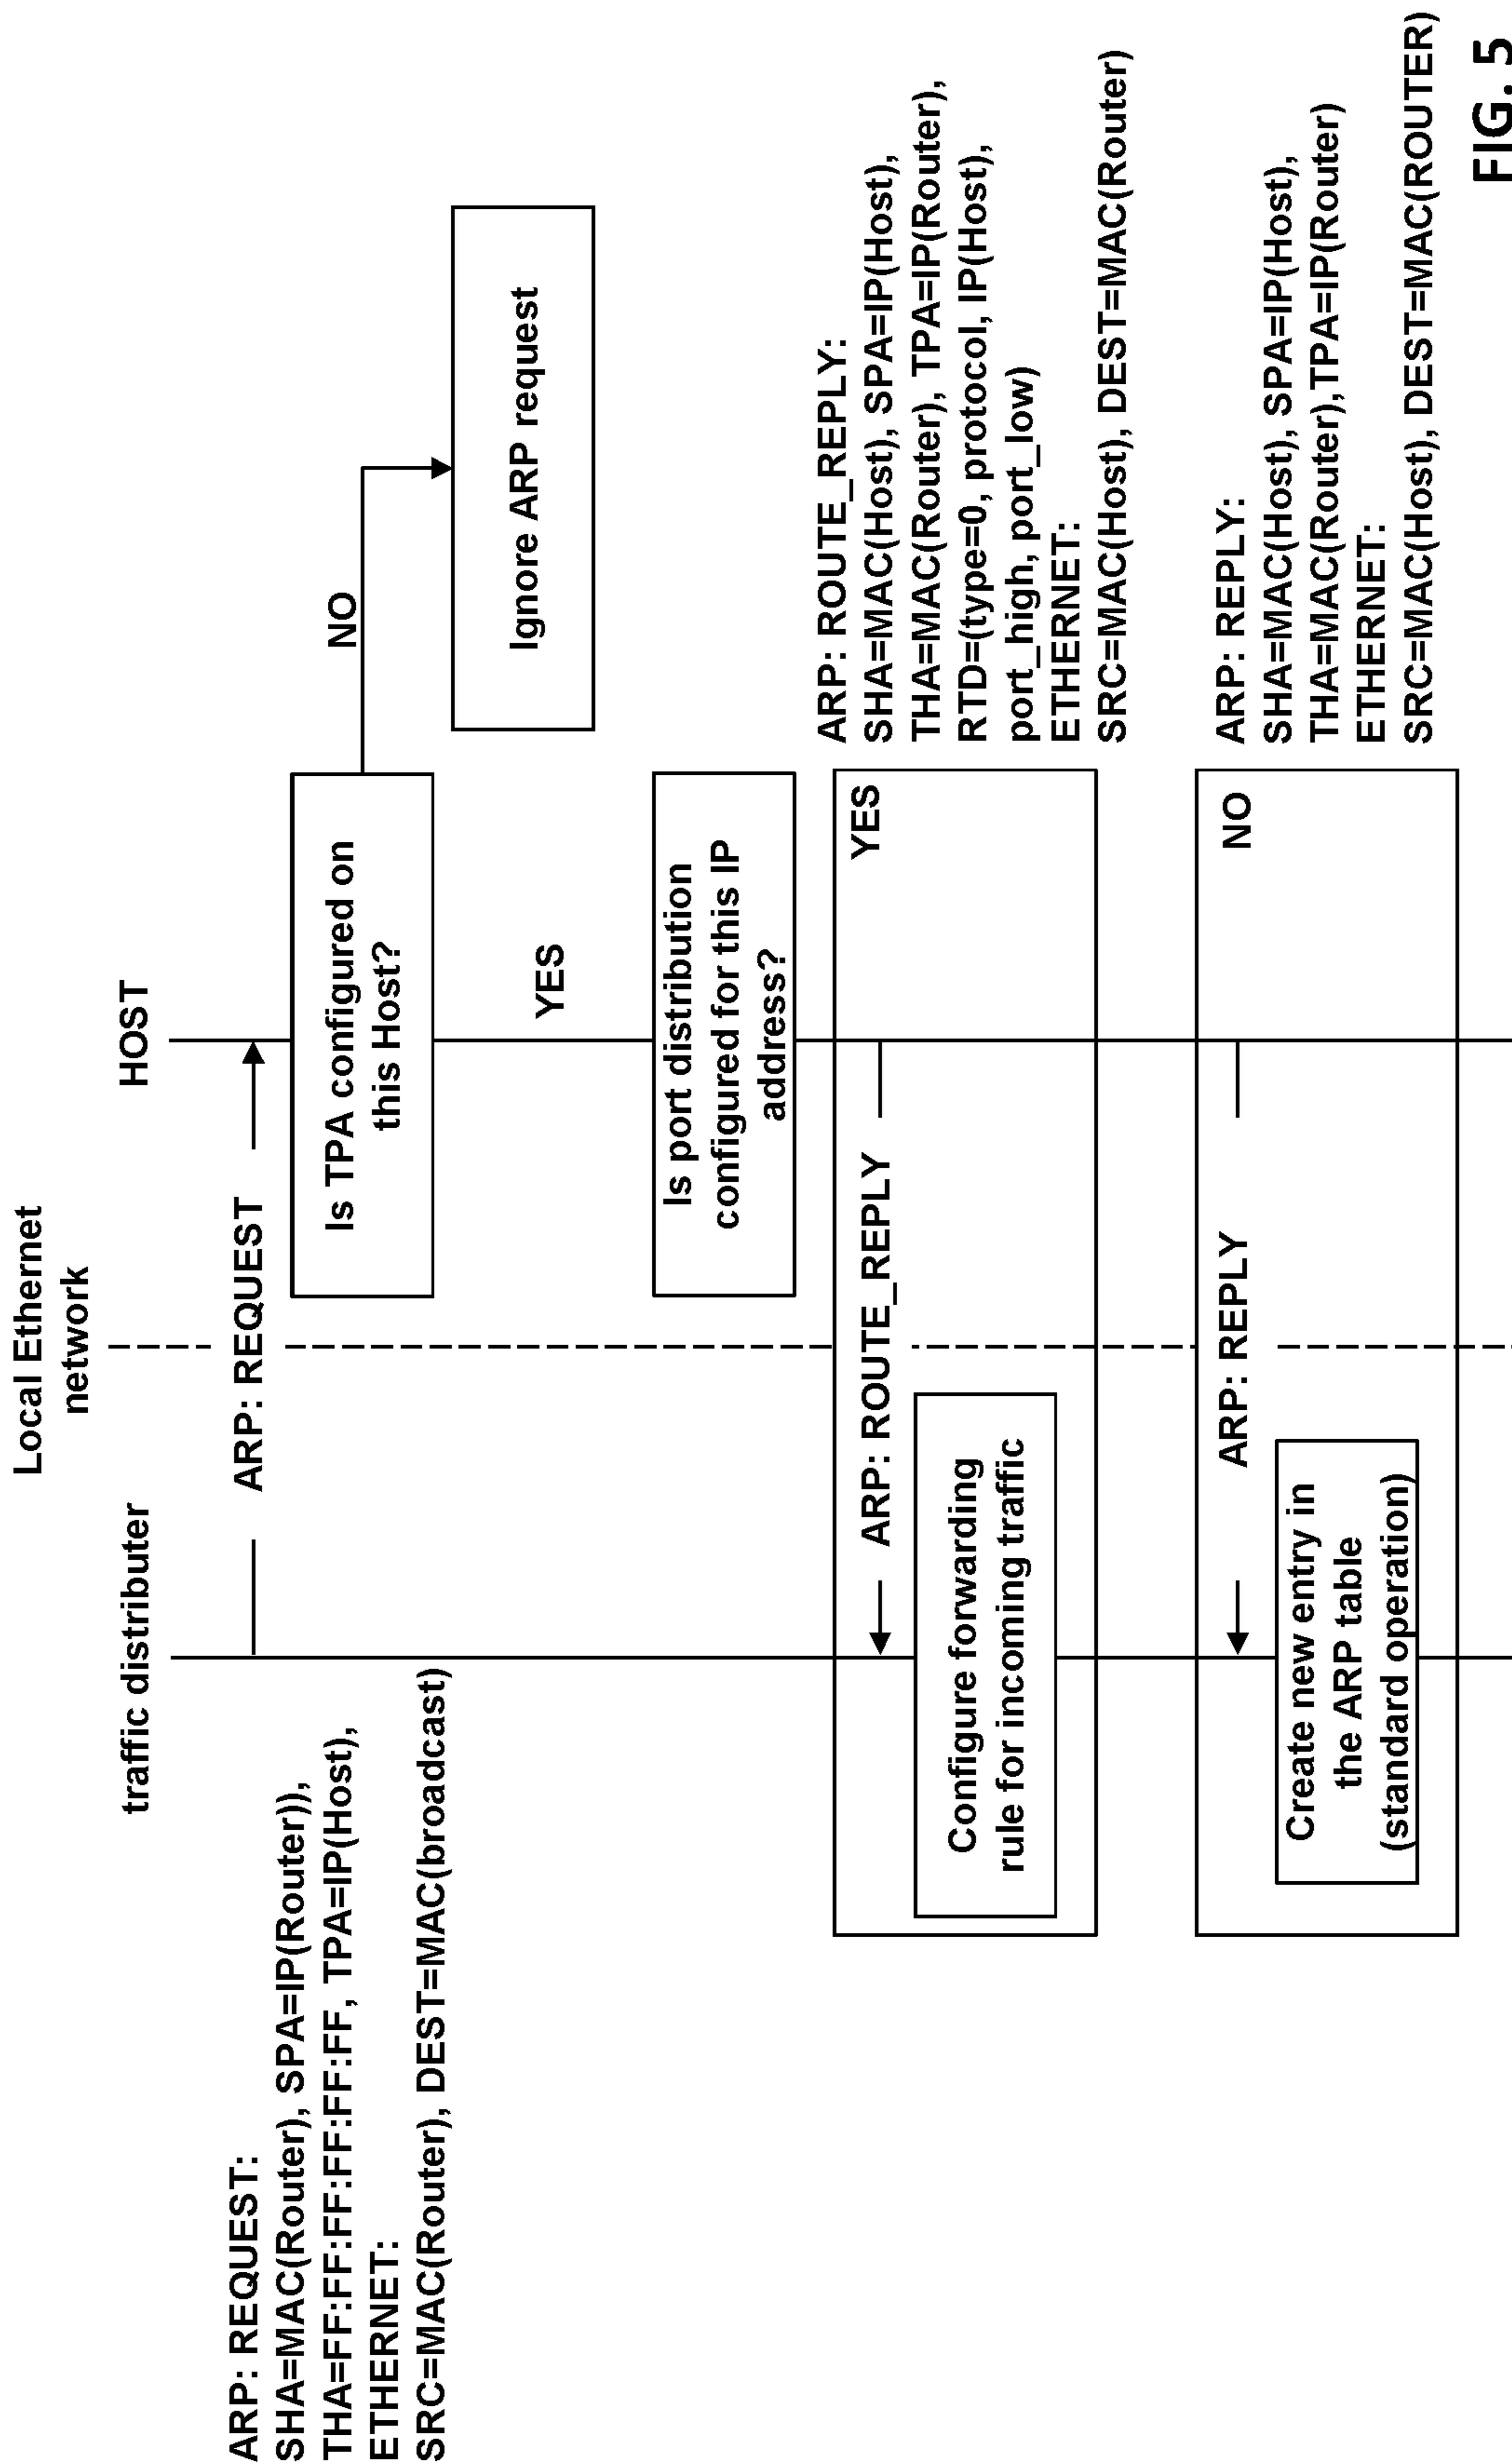 Local Ethernet
network
traffic distributer
HOST
ARP: REQUEST:
SHA=MAC(Router), SPA=IP(Router)),
THA=FF:FF:FF:FF:FF:FF, TPA=IP(Host),
ETHERNET:
SRC=MAC(Router), DEST=MAC(broadcast)
ARP: REQUEST
Is TPA configured on
this Host?
NO
Ignore ARP request
YES
Is port distribution
configured for this IP
address?
YES
ARP: ROUTE_REPLY
Configure forwarding
rule for incoming traffic
ARP: ROUTE_REPLY:
SHA=MAC(Host), SPA=IP(Host),
THA=MAC(Router), TPA=IP(Router),
RTD=(type=0, protocol, IP(Host),
port_high, port_low)
ETHERNET:
SRC=MAC(Host), DEST=MAC(Router)
NO
ARP: REPLY
Create new entry in
the ARP table
(standard operation)
ARP: REPLY:
SHA=MAC(Host), SPA=IP(Host),
THA=MAC(Router),TPA=IP(Router)
ETHERNET:
SRC=MAC(Host), DEST=MAC(ROUTER)
FIG. 5